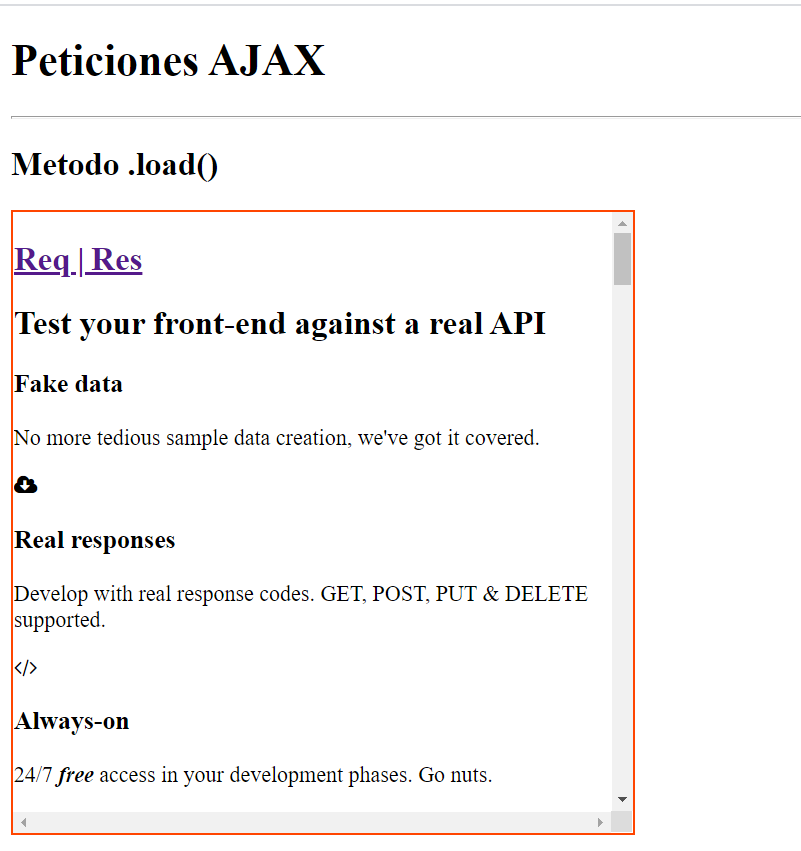 Peticiones AJAX
Metodo .load()
Req | Res
Test your front-end against a real API
Fake data
No more tedious sample data creation, we've got it covered.
Real responses
Develop with real response codes. GET, POST, PUT & DELETE
supported.
</>
Always-on
24/7 free access in your development phases. Go nuts.